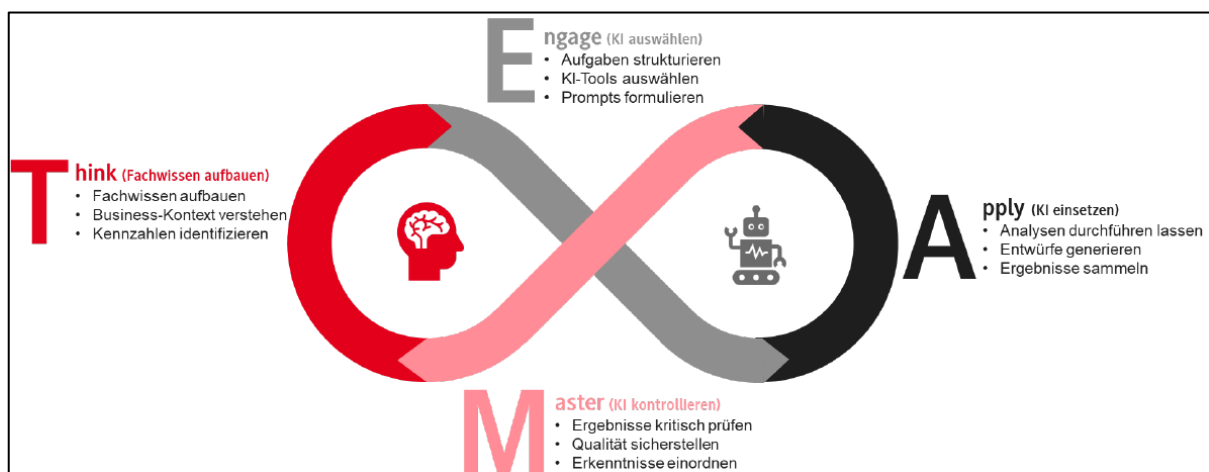 Engage (KI auswählen)
• Aufgaben strukturieren
• KI-Tools auswählen
• Prompts formulieren
Think (Fachwissen aufbauen)
• Fachwissen aufbauen
• Business-Kontext verstehen
• Kennzahlen identifizieren
Apply (KI einsetzen)
• Analysen durchführen lassen
• Entwürfe generieren
• Ergebnisse sammeln
Master (KI kontrollieren)
• Ergebnisse kritisch prüfen
• Qualität sicherstellen
• Erkenntnisse einordnen